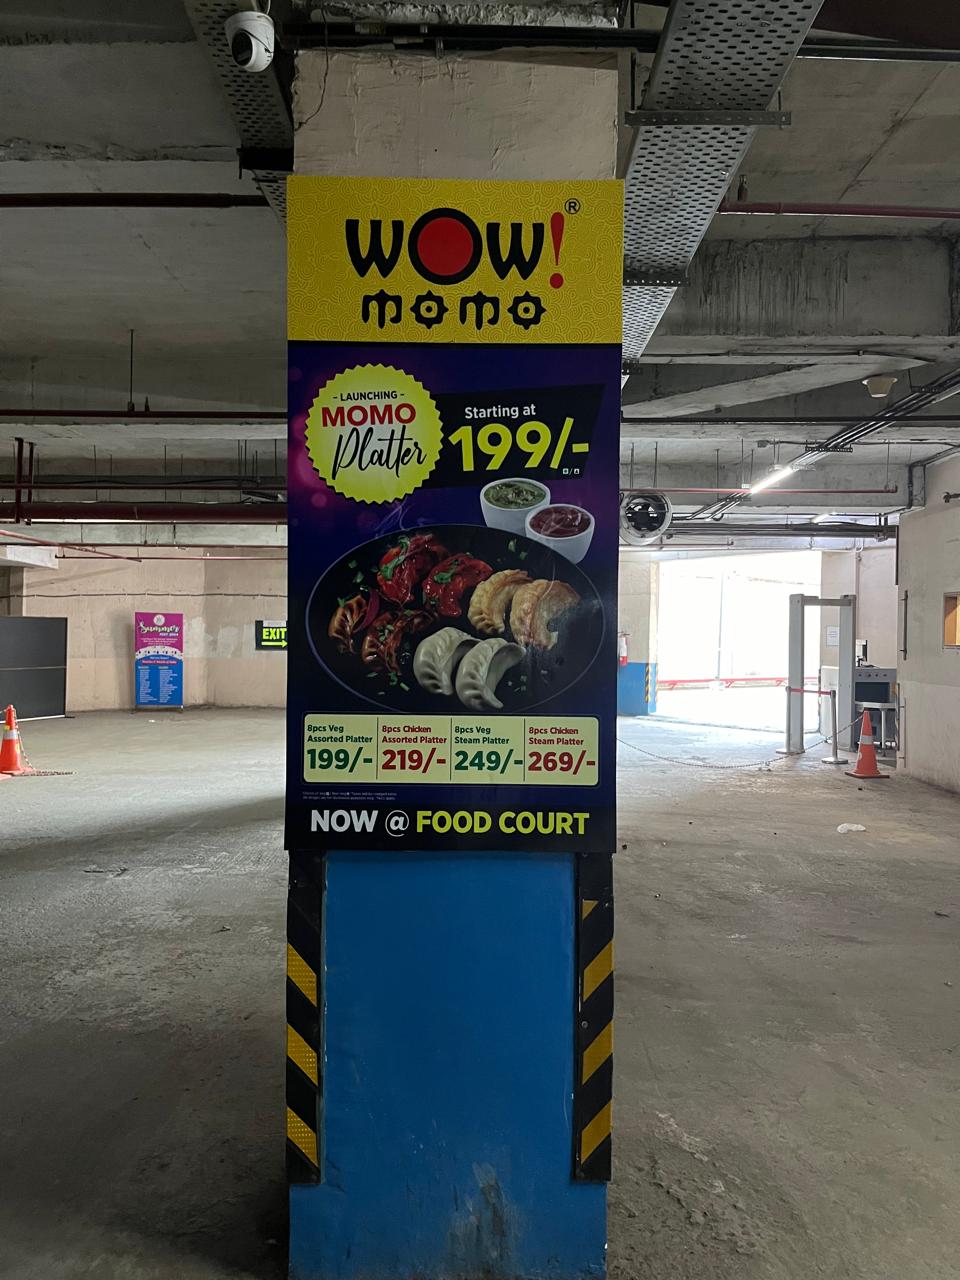 WOW!®
momo
- LAUNCHING -
MOMO
Platter
Starting at
199/-
8pcs Veg
Assorted Platter
199/-
8pcs Chicken
Assorted Platter
219/-
8pcs Veg
Steam Platter
249/-
8pcs Chicken
Steam Platter
269/-
NOW @ FOOD COURT
EXIT
Summer